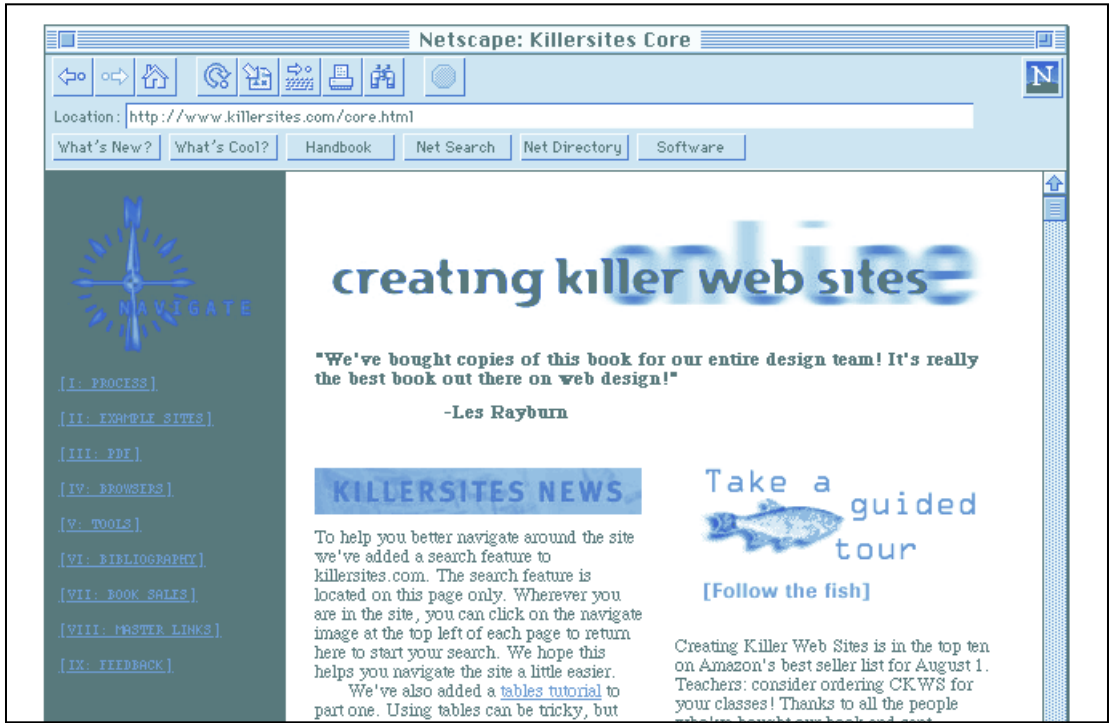 Netscape: Killersites Core
N
Location: http://www.killersites.com/core.html
What's New?
What's Cool?
Handbook
Net Search
Net Directory
Software
NAVIGATE
[I: PROCESS]
[II: EXAMPLE SITES]
[III: PDF]
[IV: BROWSERS]
[V: TOOLS]
[VI: BIBLIOGRAPHY]
[VII: BOOK SALES]
[VIII: MASTER LINKS]
[IX: FEEDBACK]
online
creating killer web sites
"We've bought copies of this book for our entire design team! It's really
the best book out there on web design!"
-Les Rayburn
KILLERSITES NEWS
To help you better navigate around the site
we've added a search feature to
killersites.com. The search feature is
located on this page only. Wherever you
are in the site, you can click on the navigate
image at the top left of each page to return
here to start your search. We hope this
helps you navigate the site a little easier.
We've also added a tables tutorial to
part one. Using tables can be tricky, but
Take a
guided
tour
[Follow the fish]
Creating Killer Web Sites is in the top ten
on Amazon's best seller list for August 1.
Teachers: consider ordering CKWS for
your classes! Thanks to all the people
who've bought our book and sent